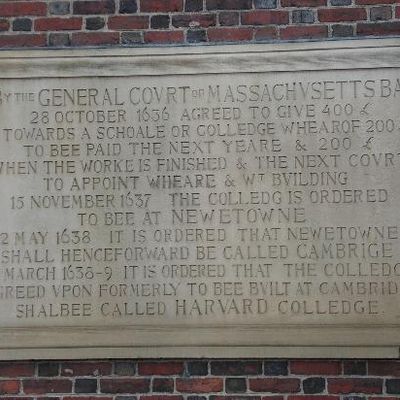 BY THE GENERAL COVRT OF MASSACHVSETTS BA
28 OCTOBER 1636 AGREED TO GIVE 400 £
TOWARDS A SCHOALE OR COLLEDGE WHEAROF 200
TO BEE PAID THE NEXT YEARE & 200 £
WHEN THE WORKE IS FINISHED & THE NEXT COVRT
TO APPOINT WHEARE & WT BVILDING
15 NOVEMBER 1637 THE COLLEDG IS ORDERED
TO BEE AT NEWETOWNE
2 MAY 1638 IT IS ORDERED THAT NEWETOWNE
SHALL HENCEFORWARD BE CALLED CAMBRIGE
MARCH 1638-9 IT IS ORDERED THAT THE COLLEDG
GREED VPON FORMERLY TO BEE BVILT AT CAMBRID
SHALBEE CALLED HARVARD COLLEDGE.